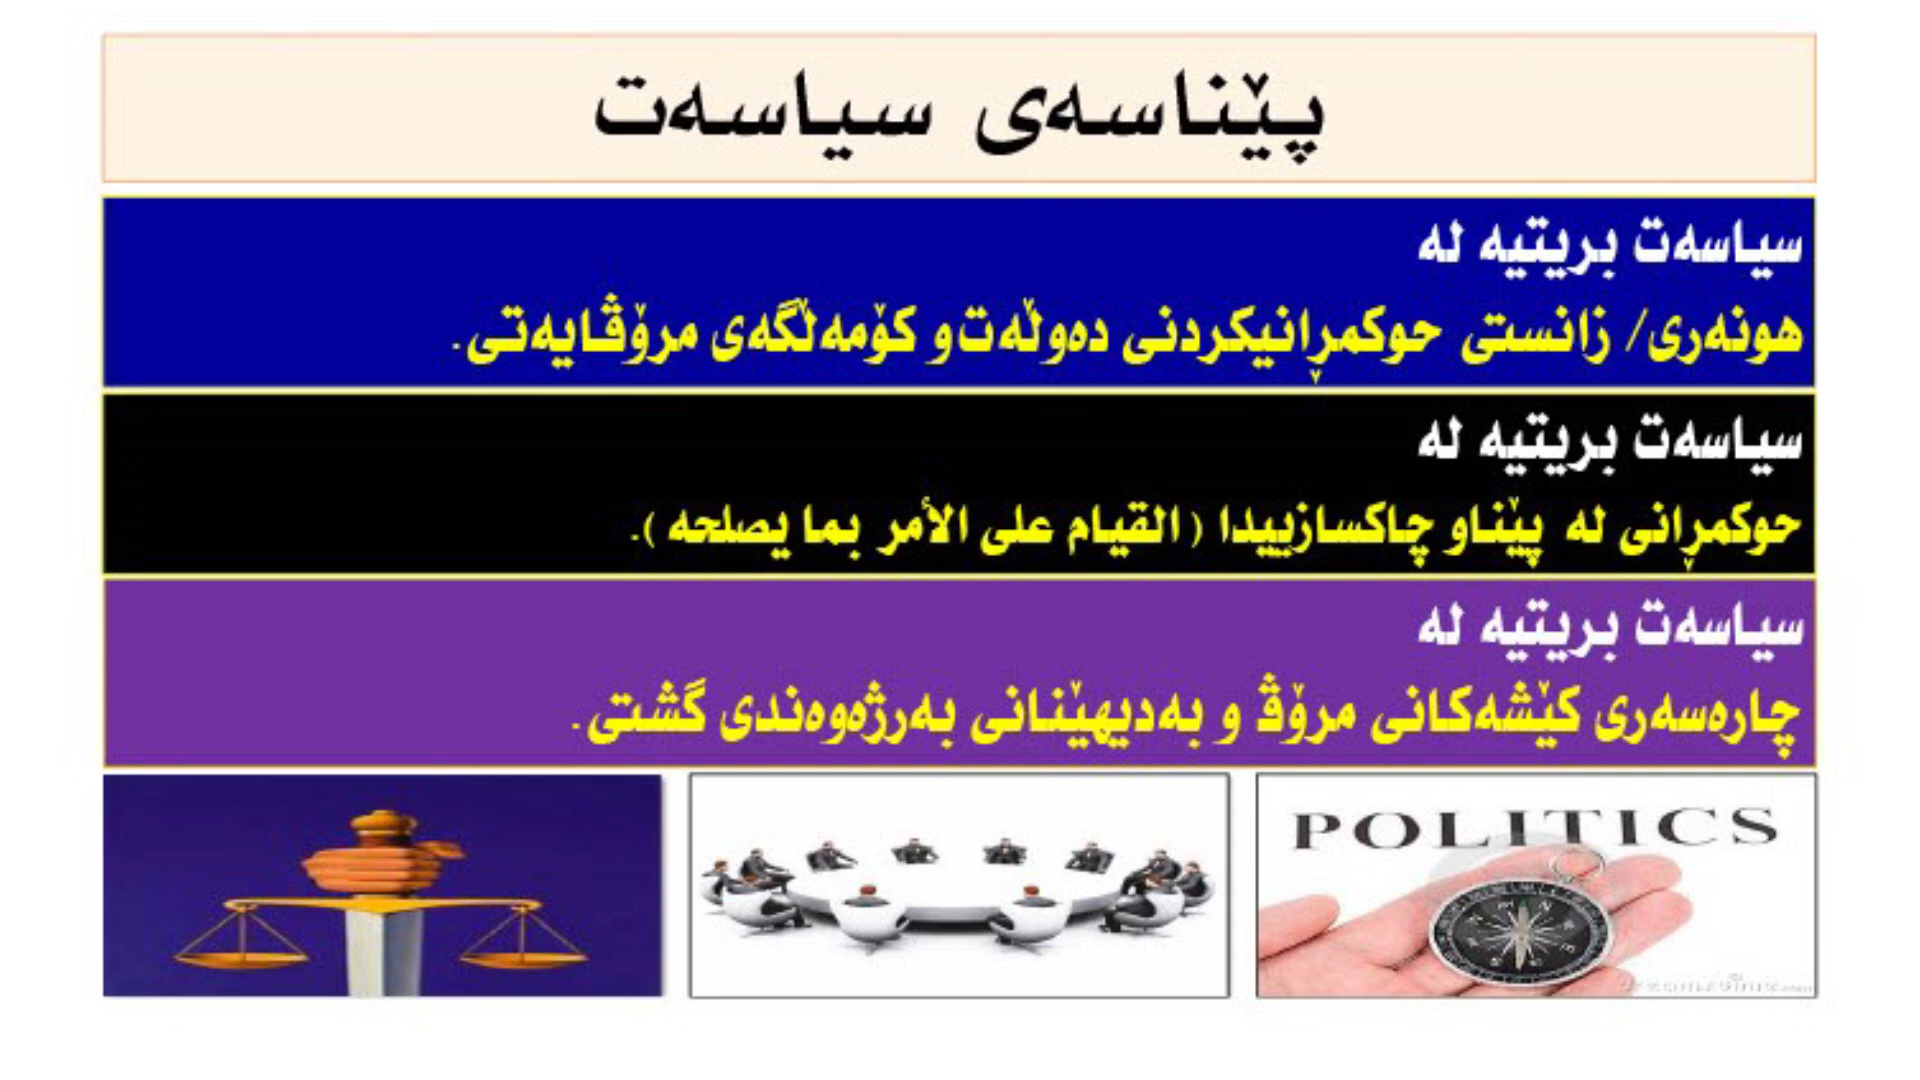 پێناسەی سیاسەت
سیاسەت بریتیە لە
هونەری/ زانستی حوکمڕانیکردنی دەوڵەت و کۆمەڵگەی مرۆڤایەتی.
سیاسەت بریتیە لە
حوکمڕانی لە پێناو چاکسازییدا ( القيام على الأمر بما يصلحه ).
سیاسەت بریتیە لە
چارەسەری کێشەکانی مرۆڤ و بەدیهێنانی بەرژەوەندی گشتی.
POLITICS